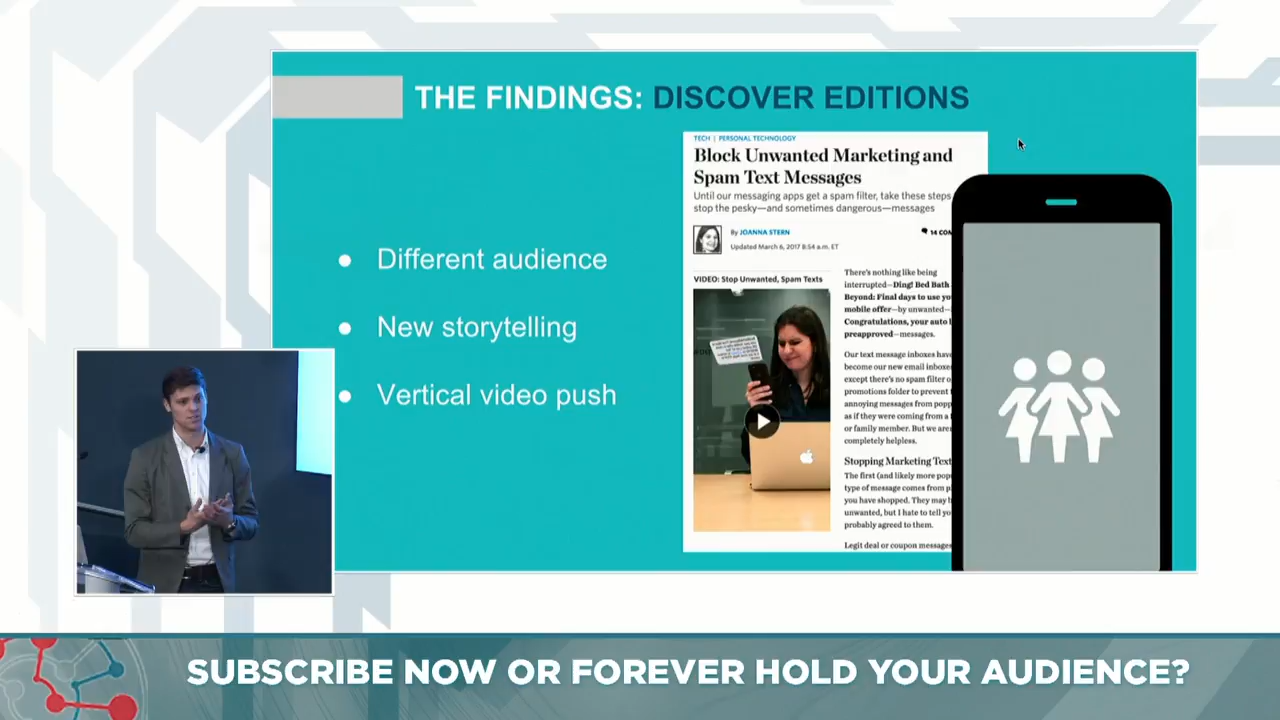 THE FINDINGS: DISCOVER EDITIONS
Different audience
New storytelling
Vertical video push
TECH | PERSONAL TECHNOLOGY
Block Unwanted Marketing and
Spam Text Messages
Until our messaging apps get a spam filter, take these steps
stop the pesky—and sometimes dangerous—messages
By JOANNA STERN
Updated March 6, 2017 8:54 a.m. ET
14 COM
VIDEO: Stop Unwanted, Spam Texts
There's nothing like being
interrupted—Ding! Bed Bath
Beyond: Final days to use yo
mobile offer—by unwanted—
Congratulations, your auto l
preapproved—messages.
Our text message inboxes have
become our new email inboxes
except there's no spam filter o
promotions folder to prevent t
annoying messages from popp
as if they were coming from a f
or family member. But we aren
completely helpless.
Stopping Marketing Text
The first (and likely more pop
type of message comes from p
you have shopped. They may b
unwanted, but I hate to tell yo
probably agreed to them.
Legit deal or coupon messages
SUBSCRIBE NOW OR FOREVER HOLD YOUR AUDIENCE?